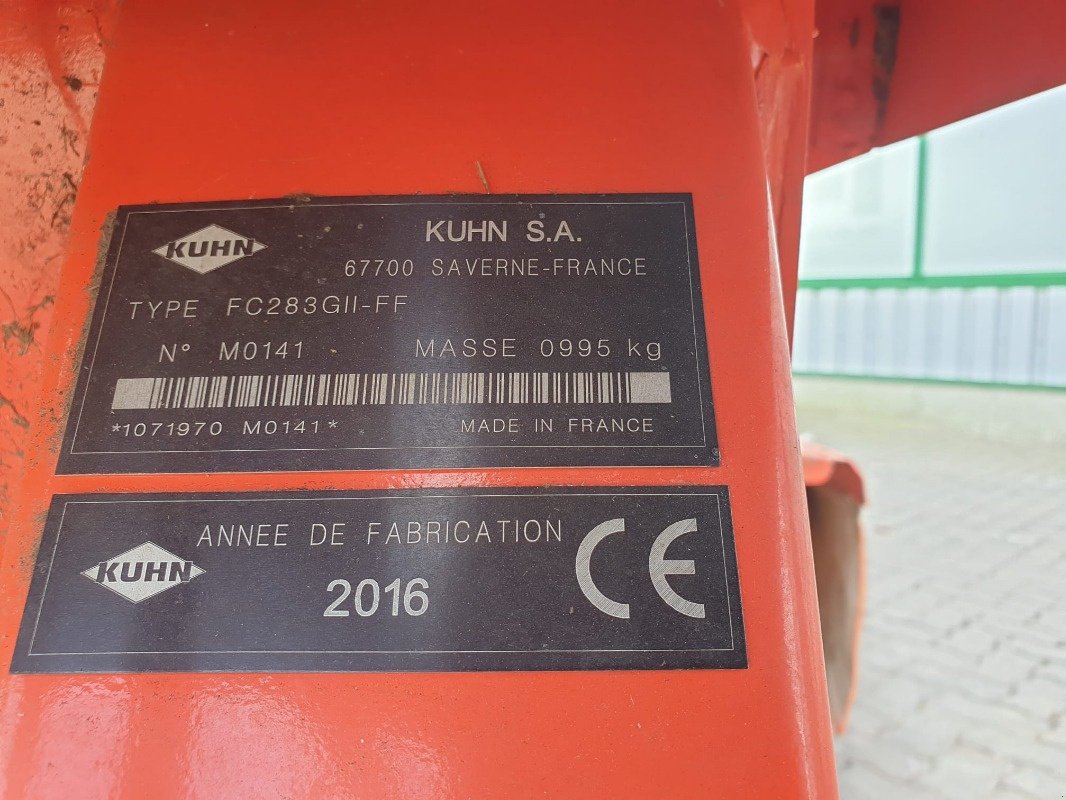 KUHN
KUHN S.A.
67700 SAVERNE-FRANCE
TYPE FC283GII-FF
N° M0141 MASSE 0995 kg
*1071970 M0141* MADE IN FRANCE
KUHN
ANNEE DE FABRICATION
2016
CE